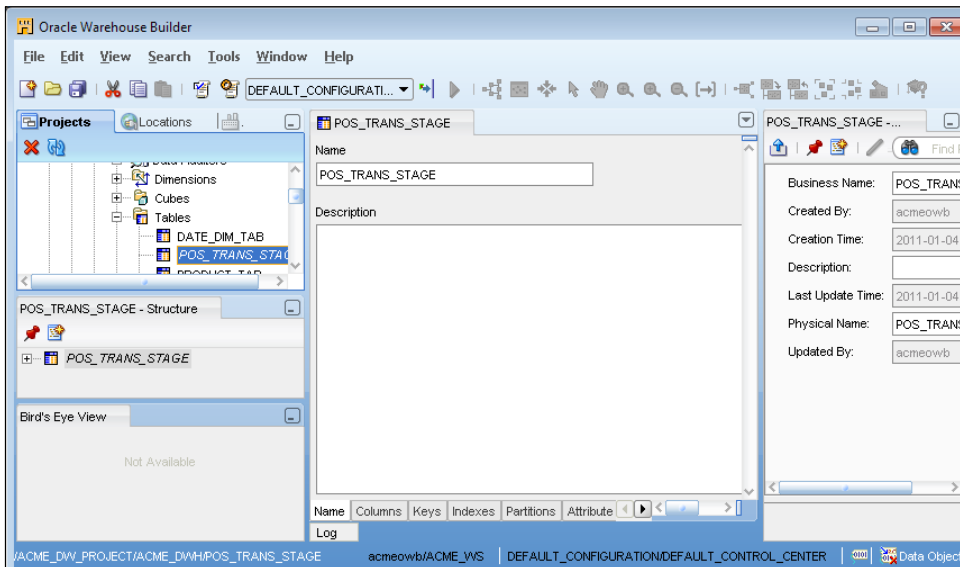 Oracle Warehouse Builder
File Edit View Search Tools Window Help
DEFAULT_CONFIGURATI...
Projects Locations
Dimensions
Cubes
Tables
DATE_DIM_TAB
POS_TRANS_STAG
POS_TRANS_STAGE - Structure
POS_TRANS_STAGE
Bird's Eye View
Not Available
POS_TRANS_STAGE
Name
POS_TRANS_STAGE
Description
Name Columns Keys Indexes Partitions Attribute
Log
POS_TRANS_STAGE -...
Find
Business Name: POS_TRAN
Created By: acmeowb
Creation Time: 2011-01-04
Description:
Last Update Time: 2011-01-04
Physical Name: POS_TRAN
Updated By: acmeowb
/ACME_DW_PROJECT/ACME_DWH/POS_TRANS_STAGE acmeowb/ACME_WS DEFAULT_CONFIGURATION/DEFAULT_CONTROL_CENTER Data Object